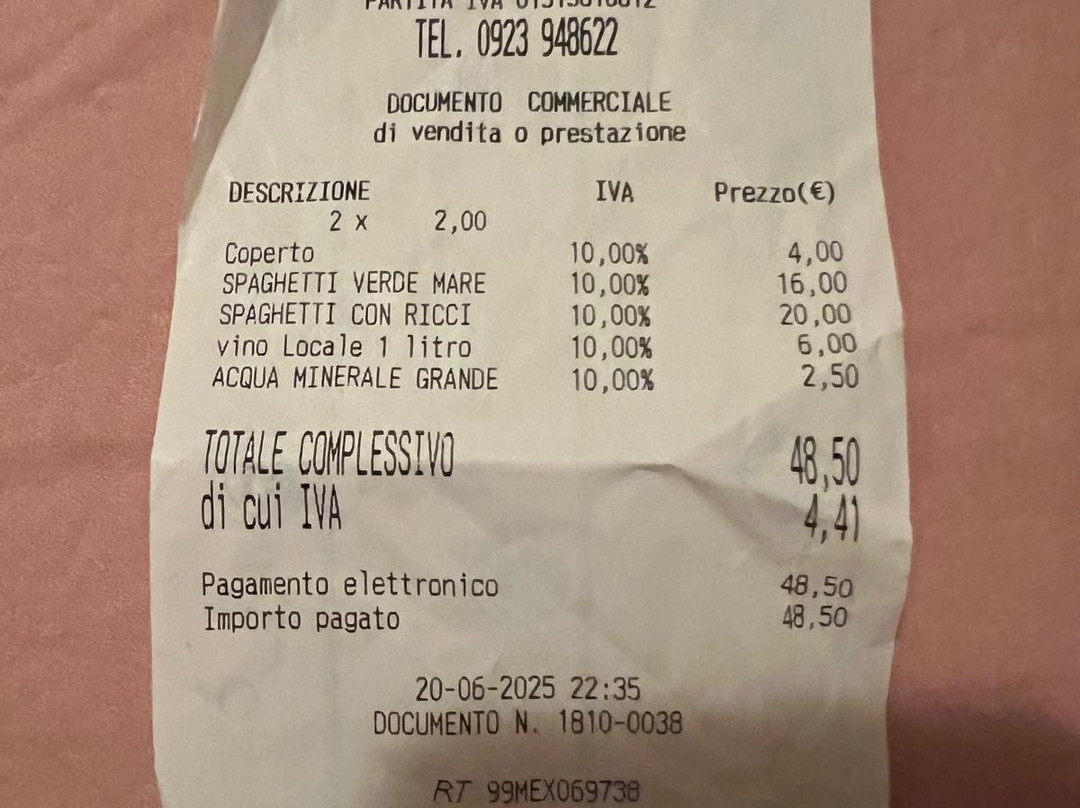 TEL. 0923 948622
DOCUMENTO COMMERCIALE
di vendita o prestazione
DESCRIZIONE IVA Prezzo(€)
2 x 2,00
Coperto 10,00% 4,00
SPAGHETTI VERDE MARE 10,00% 16,00
SPAGHETTI CON RICCI 10,00% 20,00
vino Locale 1 litro 10,00% 6,00
ACQUA MINERALE GRANDE 10,00% 2,50
TOTALE COMPLESSIVO 48,50
di cui IVA 4,41
Pagamento elettronico 48,50
Importo pagato 48,50
20-06-2025 22:35
DOCUMENTO N. 1810-0038
RT 99MEX069738